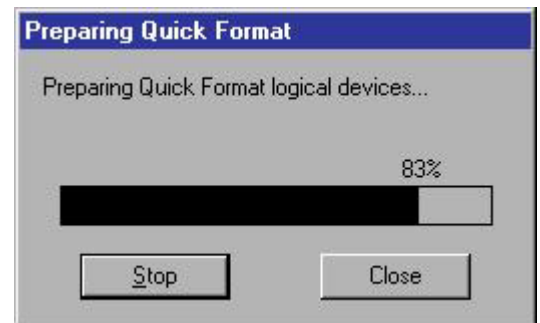 Preparing Quick Format
Preparing Quick Format logical devices...
83%
Stop Close